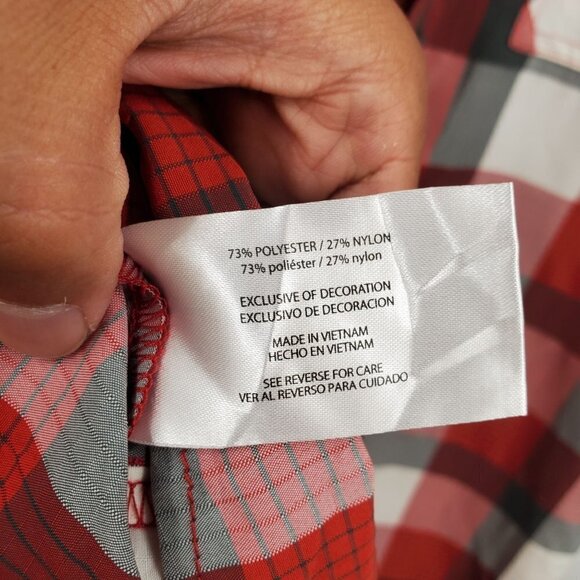 73% POLYESTER / 27% NYLON
73% poliéster / 27% nylon
EXCLUSIVE OF DECORATION
EXCLUSIVO DE DECORACION
MADE IN VIETNAM
HECHO EN VIETNAM
SEE REVERSE FOR CARE
VER AL REVERSO PARA CUIDADO